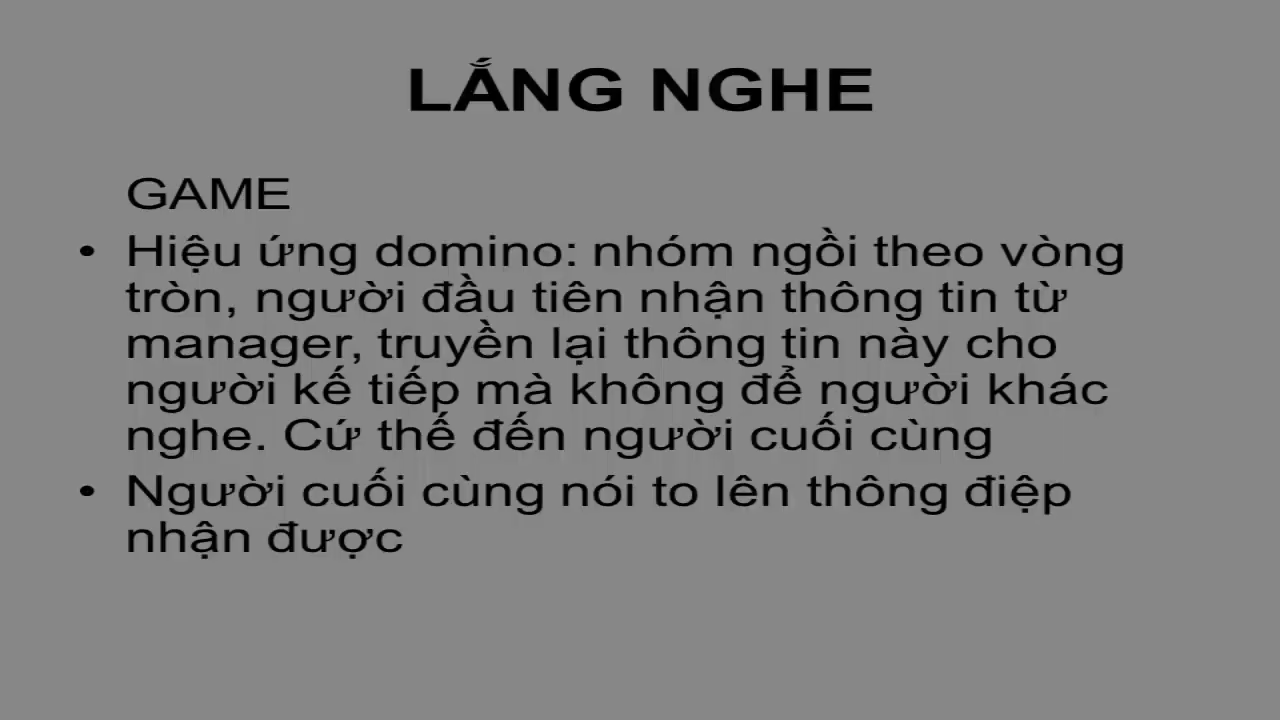 LẮNG NGHE
GAME
• Hiệu ứng domino: nhóm ngồi theo vòng
tròn, người đầu tiên nhận thông tin từ
manager, truyền lại thông tin này cho
người kế tiếp mà không để người khác
nghe. Cứ thế đến người cuối cùng
• Người cuối cùng nói to lên thông điệp
nhận được